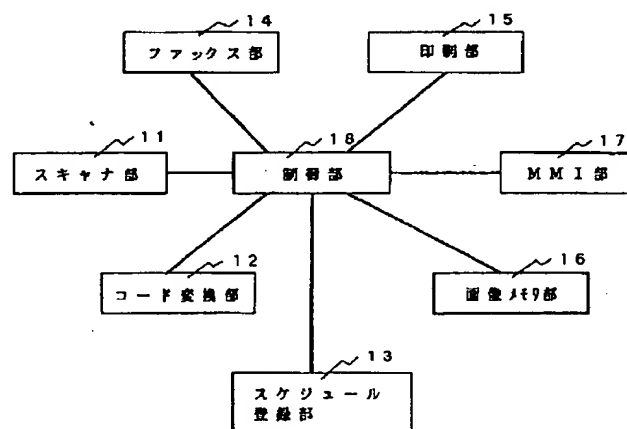 14
ファックス部
15
印刷部
11
スキャナ部
18
制御部
17
MMI部
12
コード変換部
16
画像メモリ部
13
スケジュール
登録部